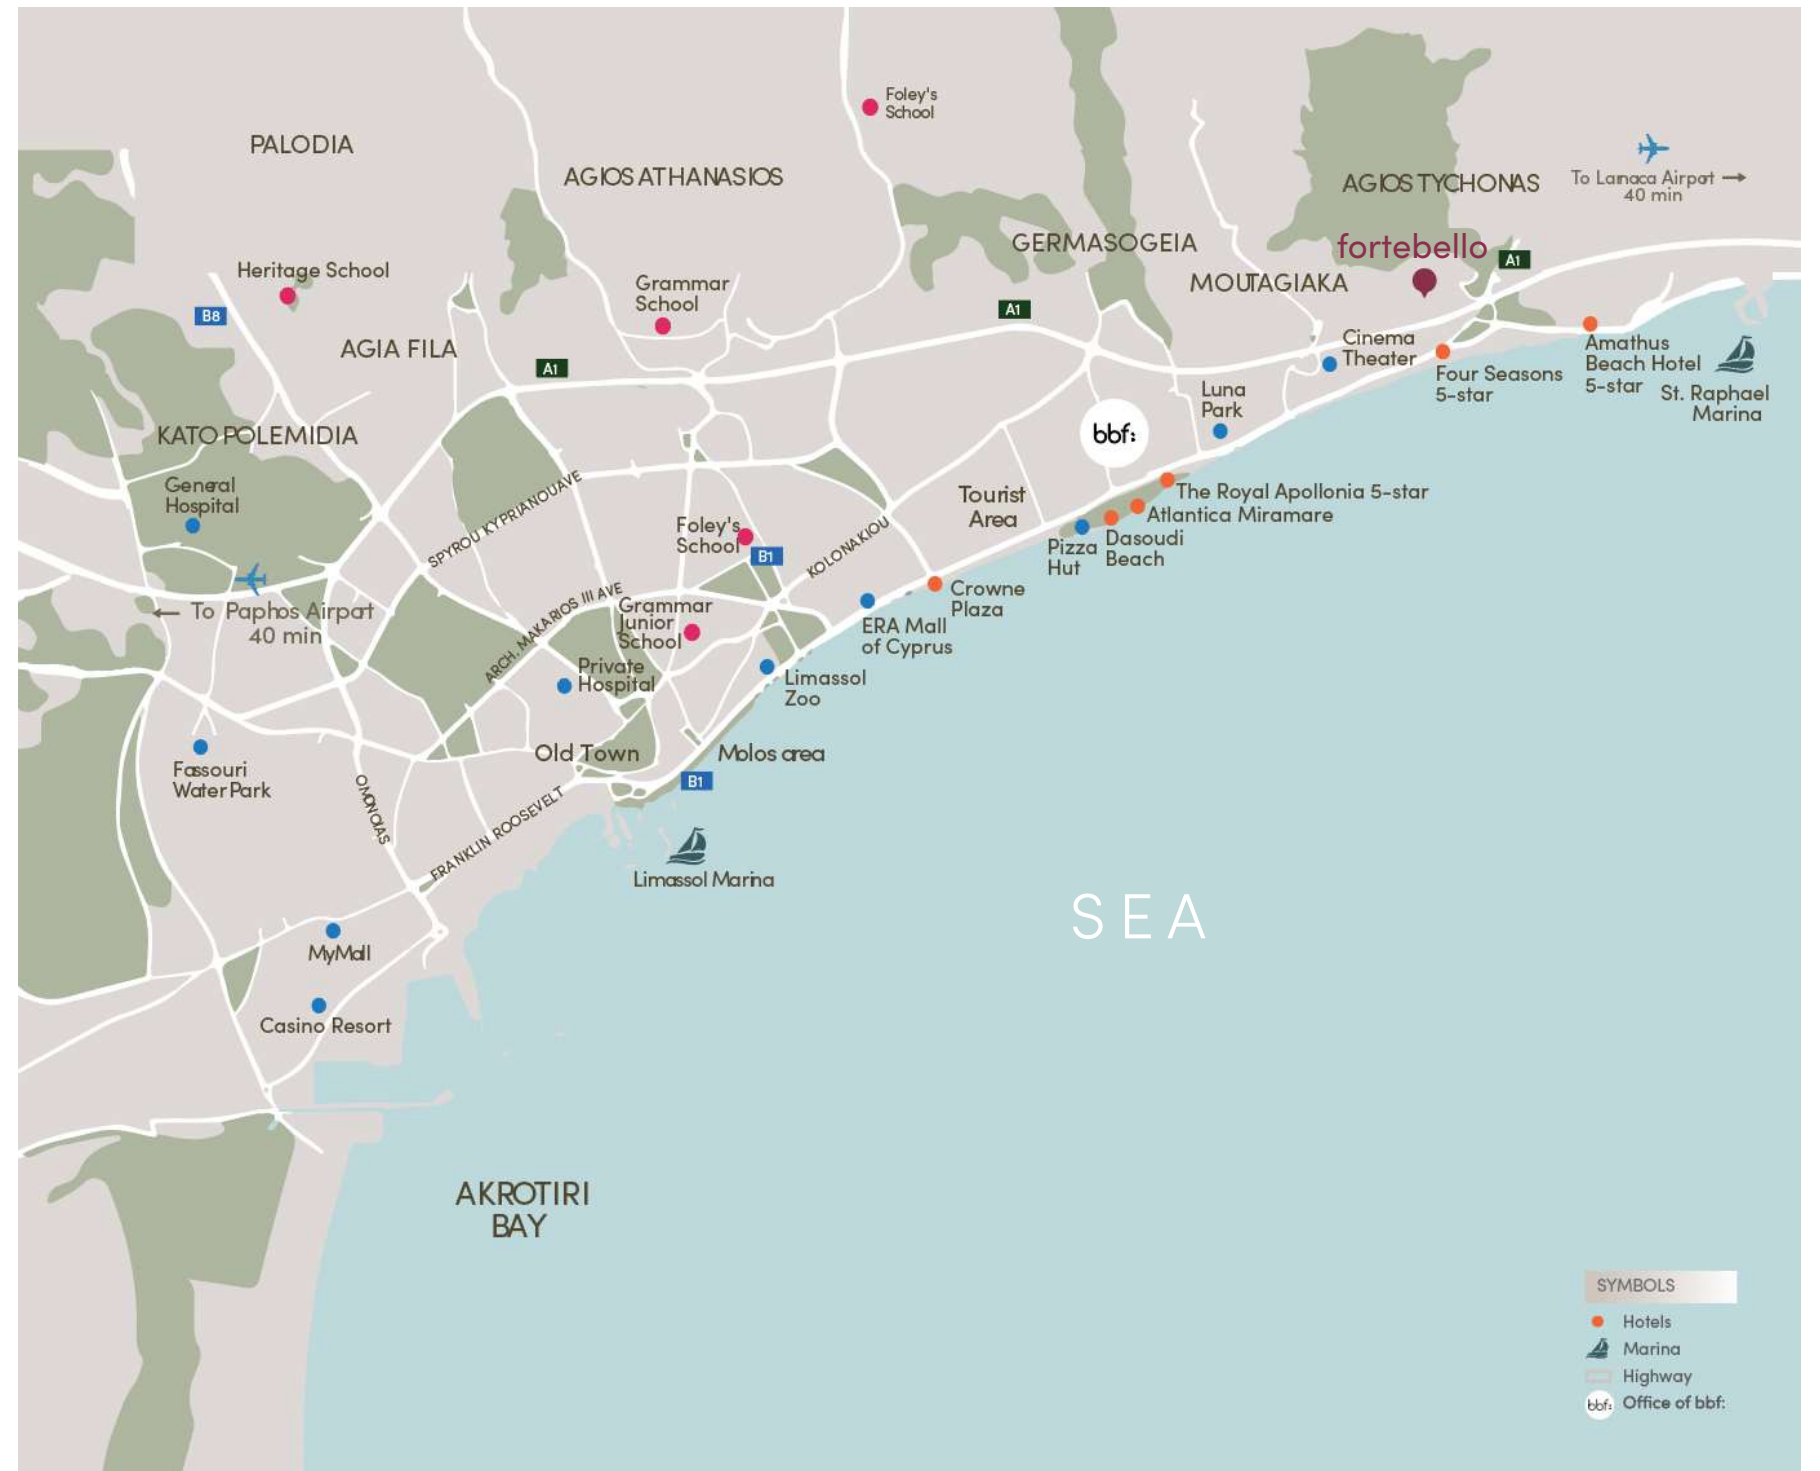 Foley's
School
PALODIA
AGIOS ATHANASIOS
AGIOS TYCHONAS
To Larnaca Airport →
40 min
GERMASOGEIA
fortebello
A1
MOUTAGIAKA
Heritage School
Grammar
School
B8
A1
AGIA FILA
A1
Cinema
Theater
Amathus
Beach Hotel
5-star
Four Seasons
5-star
St. Raphael
Marina
Luna
Park
bbf:
KATO POLEMIDIA
General
Hospital
SPYROU KYPRIANOU AVE
Tourist
Area
The Royal Apollonia 5-star
Atlantica Miramare
Dasoudi
Beach
Pizza
Hut
Foley's
School
B1
KOLONAKIOU
Crowne
Plaza
ERA Mall
of Cyprus
← To Paphos Airport
40 min
ARCH. MAKARIOS III AVE
Grammar
Junior
School
Private
Hospital
Limassol
Zoo
Old Town
Molos area
B1
Fassouri
Water Park
OMONOIAS
FRANKLIN ROOSEVELT
Limassol Marina
SEA
MyMall
Casino Resort
AKROTIRI
BAY
SYMBOLS
Hotels
Marina
Highway
bbf: Office of bbf: